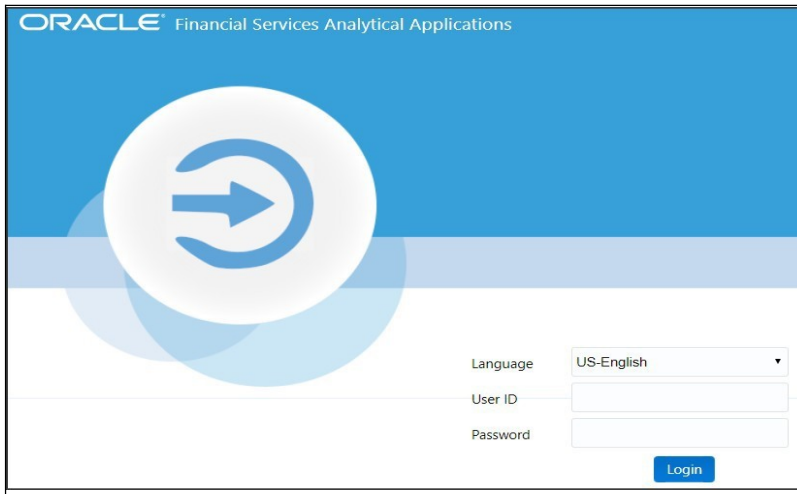 ORACLE® Financial Services Analytical Applications
Language US-English
User ID
Password
Login